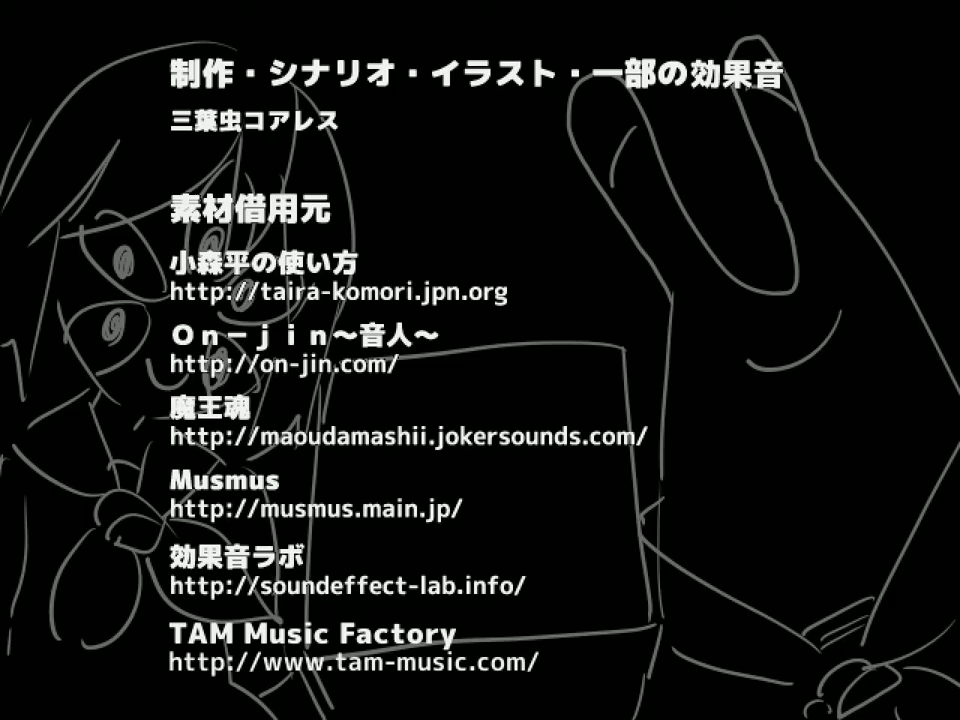 制作・シナリオ・イラスト・一部の効果音
三葉虫コアレス
素材借用元
小森平の使い方
http://taira-komori.jpn.org
Ｏｎ－ｊｉｎ～音人～
http://on-jin.com/
魔王魂
http://maoudamashii.jokersounds.com/
Musmus
http://musmus.main.jp/
効果音ラボ
http://soundeffect-lab.info/
TAM Music Factory
http://www.tam-music.com/